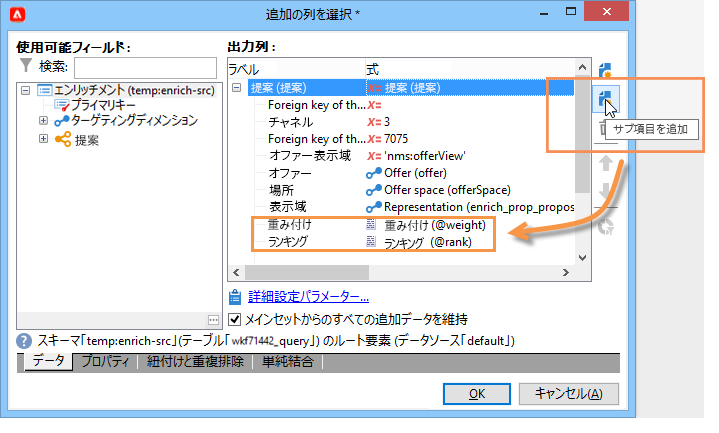 追加の列を選択 *
使用可能フィールド:
検索:
エンリッチメント (temp:enrich-src)
プライマリキー
ターゲティングディメンション
提案
出力列:
ラベル 式
提案 (提案) 提案 (提案)
Foreign key of th... 
チャネル 3
Foreign key of th... 7075
オファー表示域 'nms:offerView'
オファー Offer (offer)
場所 Offer space (offerSpace)
表示域 Representation (enrich_prop_propos
重み付け 重み付け (@weight)
ランキング ランキング (@rank)
サブ項目を追加
詳細設定パラメーター...
メインセットからのすべての追加データを維持
スキーマ「temp:enrich-src」(テーブル「wkf71442_query」) のルート要素 (データソース「default」)
データ プロパティ 紐付けと重複排除 単純結合
OK キャンセル(A)